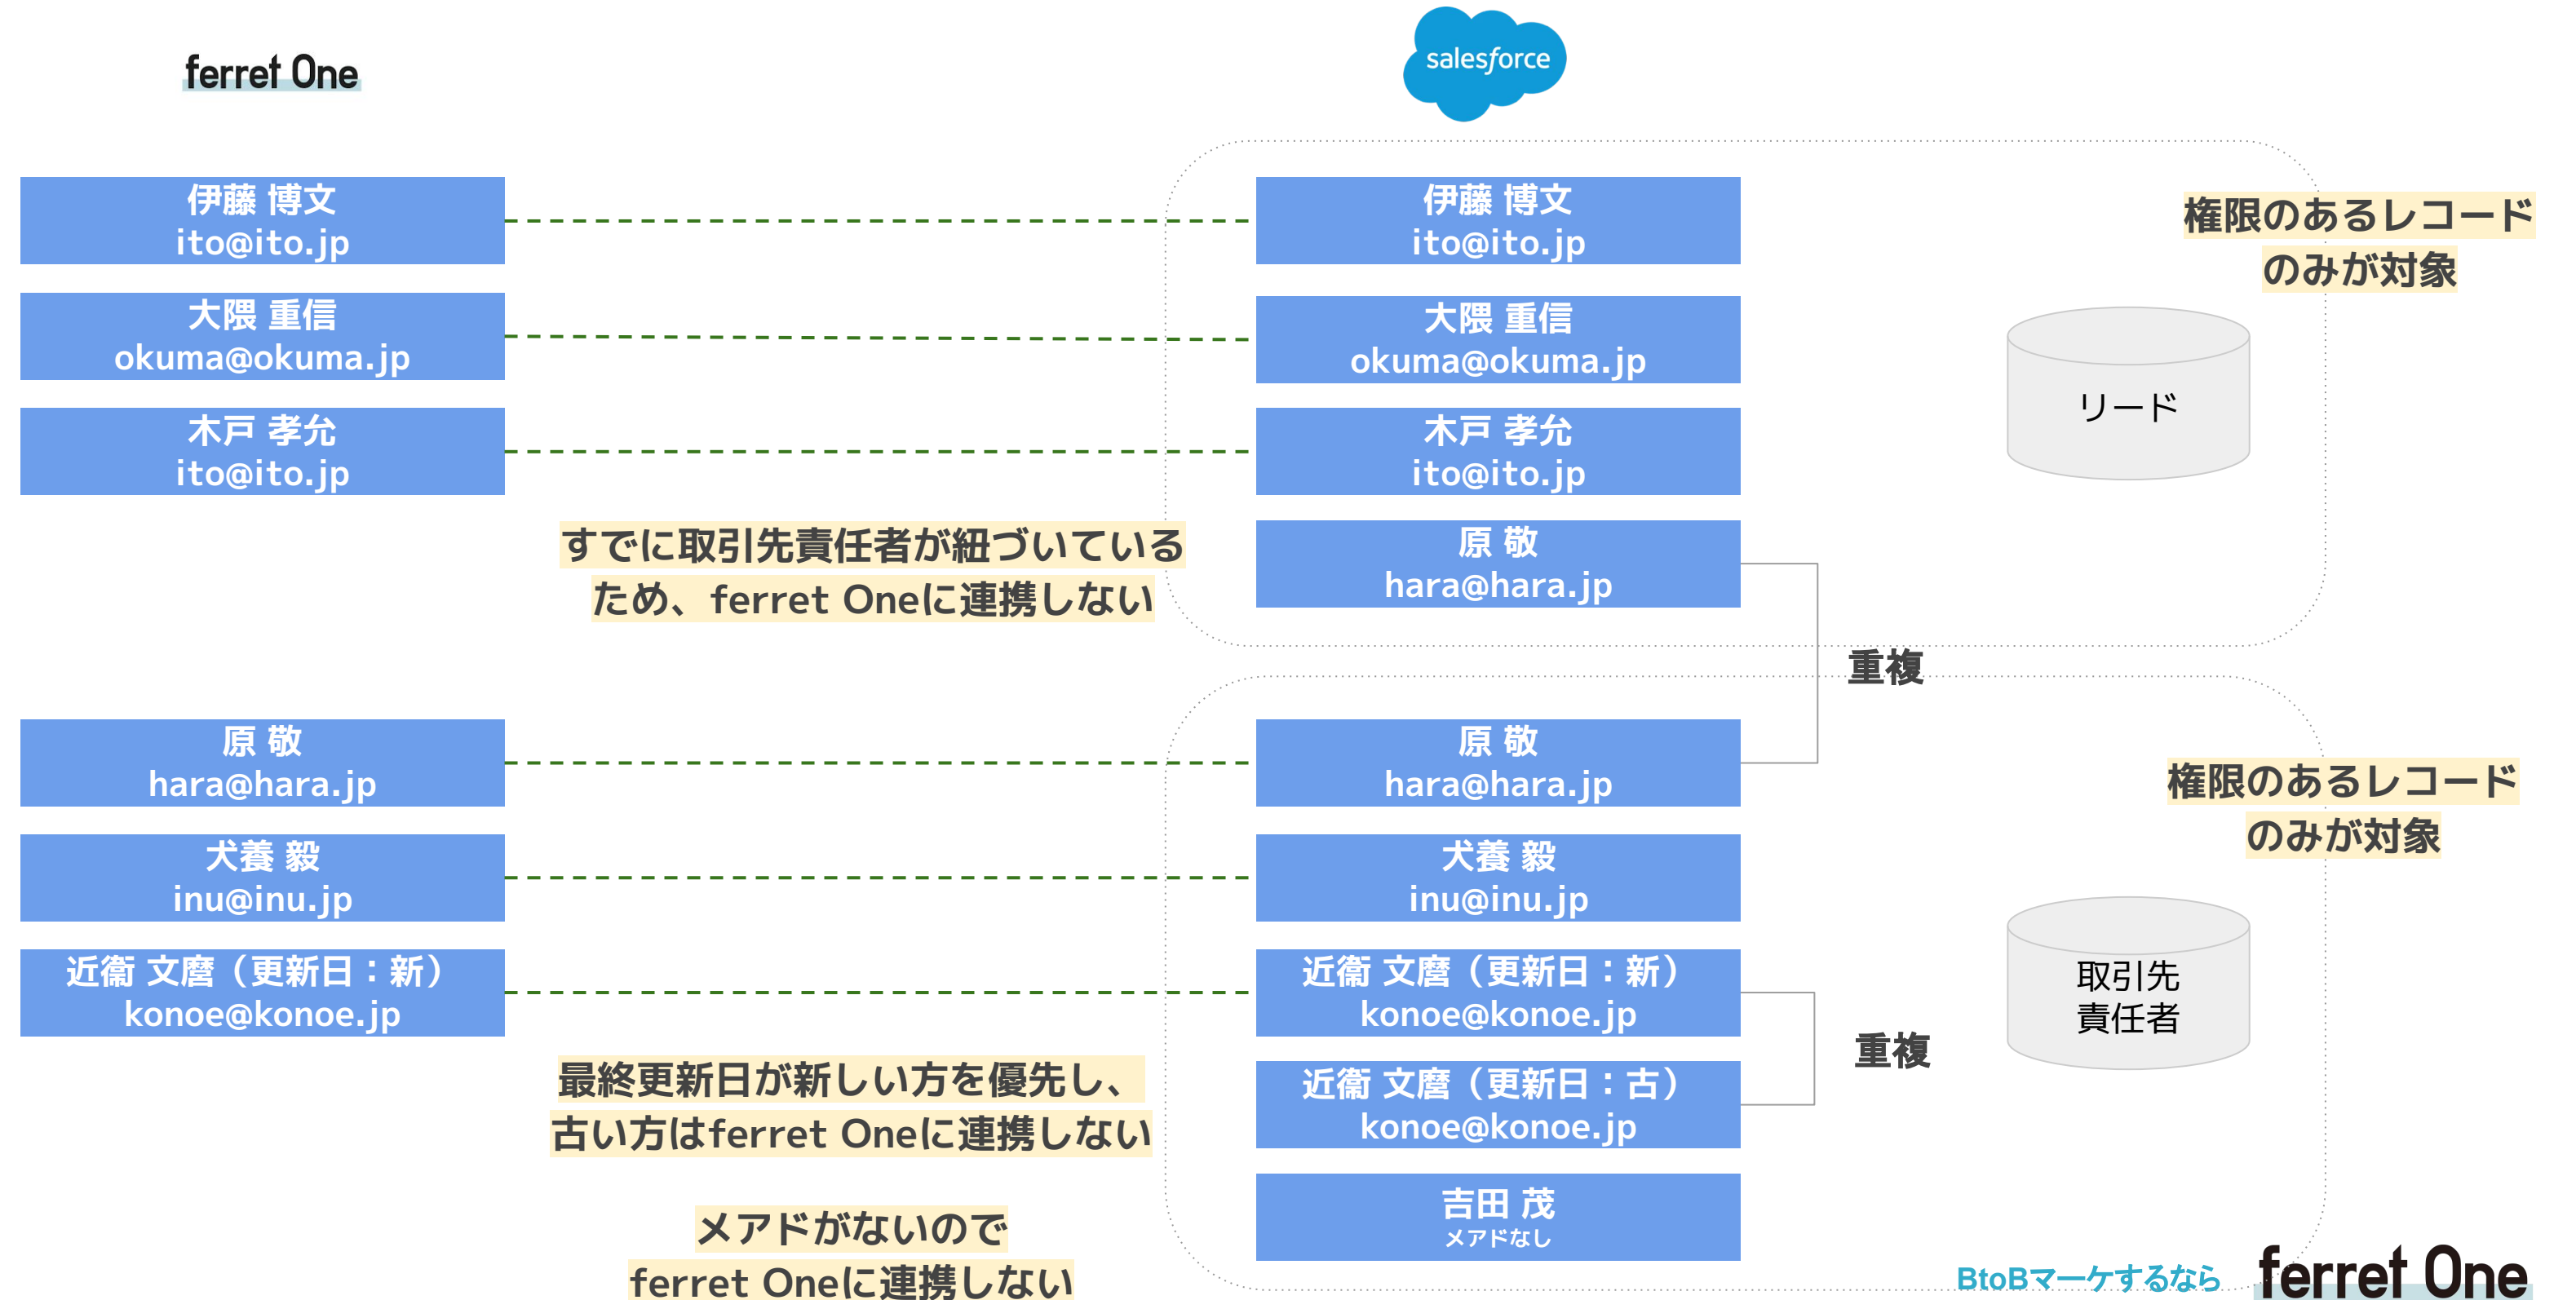 ferret One
salesforce
伊藤 博文
ito@ito.jp
伊藤 博文
ito@ito.jp
権限のあるレコード
のみが対象
大隈 重信
okuma@okuma.jp
大隈 重信
okuma@okuma.jp
リード
木戸 孝允
ito@ito.jp
木戸 孝允
ito@ito.jp
すでに取引先責任者が紐づいている
ため、ferret Oneに連携しない
原 敬
hara@hara.jp
重複
原 敬
hara@hara.jp
原 敬
hara@hara.jp
権限のあるレコード
のみが対象
犬養 毅
inu@inu.jp
犬養 毅
inu@inu.jp
取引先
責任者
近衞 文麿（更新日：新）
konoe@konoe.jp
近衞 文麿（更新日：新）
konoe@konoe.jp
重複
最終更新日が新しい方を優先し、
古い方はferret Oneに連携しない
近衞 文麿（更新日：古）
konoe@konoe.jp
メアドがないので
ferret Oneに連携しない
吉田 茂
メアドなし
BtoBマーケするなら
ferret One